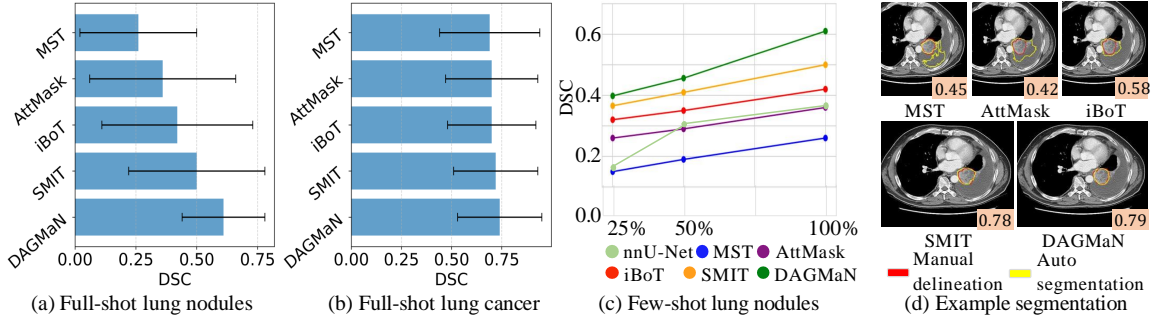 MST
AttMask
iBoT
SMIT
DAGMaN
0.00 0.25 0.50 0.75
DSC
(a) Full-shot lung nodules
MST
AttMask
iBoT
SMIT
DAGMaN
0.00 0.25 0.50 0.75
DSC
(b) Full-shot lung cancer
DSC
0.6
0.4
0.2
0.0
25% 50% 100%
nnU-Net MST AttMask
iBoT SMIT DAGMaN
(c) Few-shot lung nodules
0.45 0.42 0.58
MST AttMask iBoT
0.78 0.79
SMIT DAGMaN
Manual Auto
delineation segmentation
(d) Example segmentation